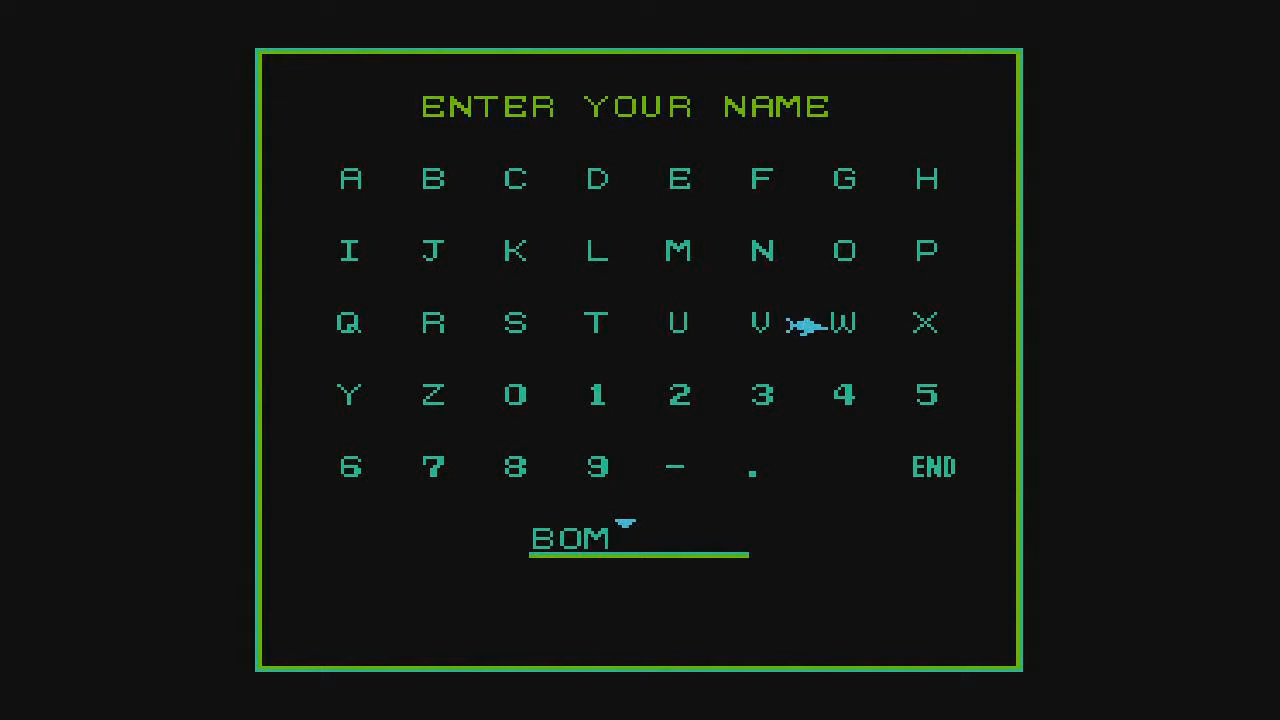 ENTER YOUR NAME
A B C D E F G H
I J K L M N O P
Q R S T U V W X
Y Z 0 1 2 3 4 5
6 7 8 9 - . END
BOM